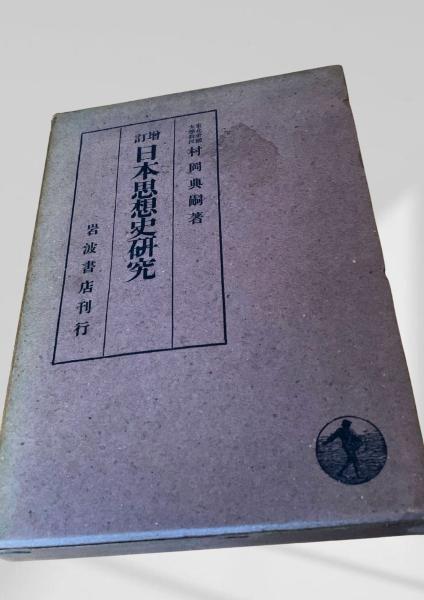 東北帝國
大學教授
村岡典嗣著
增訂
日本思想史研究
岩波書店刊行